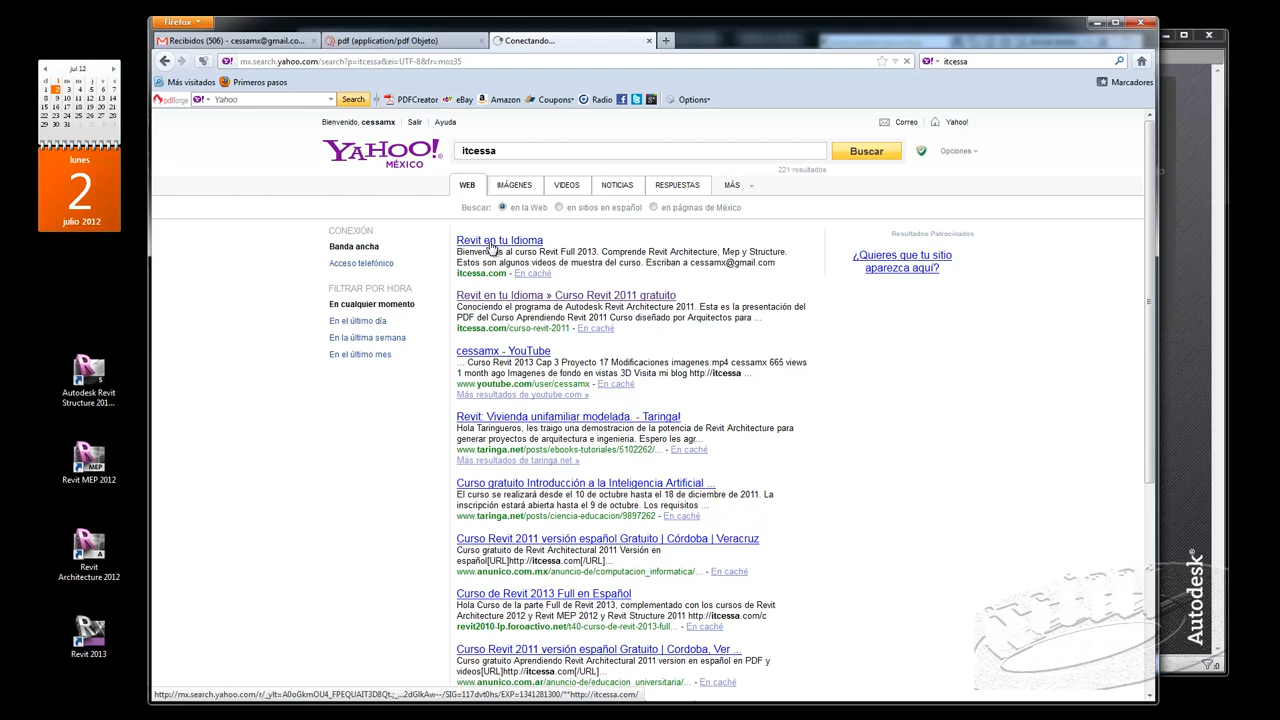 Firefox
Recibidos (506) - cessamx@gmail.co...
pdf (application/pdf Objeto)
Conectando...
mx.search.yahoo.com/search?p=itcessa&ei=UTF-8&fr=moz35
itcessa
Más visitados
Primeros pasos
Marcadores
pdfforge
Yahoo
Search
PDFCreator
eBay
Amazon
Coupons
Radio
Options
jul 12
lunes
2
julio 2012
Autodesk Revit
Structure 201...
Revit MEP 2012
Revit
Architecture 2012
Revit 2013
Bienvenido, cessamx
Salir
Ayuda
Correo
Yahoo!
YAHOO!
MÉXICO
itcessa
Buscar
Opciones
221 resultados
WEB
IMÁGENES
VIDEOS
NOTICIAS
RESPUESTAS
MÁS
Buscar:
en la Web
en sitios en español
en páginas de México
CONEXIÓN
Banda ancha
Acceso telefónico
FILTRAR POR HORA
En cualquier momento
En el último día
En la última semana
En el último mes
Revit en tu Idioma
Bienvenidos al curso Revit Full 2013. Comprende Revit Architecture, Mep y Structure.
Estos son algunos videos de muestra del curso. Escriban a cessamx@gmail.com
itcessa.com - En caché
Revit en tu Idioma » Curso Revit 2011 gratuito
Conociendo el programa de Autodesk Revit Architecture 2011. Esta es la presentación del
PDF del Curso Aprendiendo Revit 2011 Curso diseñado por Arquitectos para ...
itcessa.com/curso-revit-2011 - En caché
cessamx - YouTube
... Curso Revit 2013 Cap 3 Proyecto 17 Modificaciones imagenes.mp4 cessamx 665 views
1 month ago Imagenes de fondo en vistas 3D Visita mi blog http://itcessa ...
www.youtube.com/user/cessamx - En caché
Más resultados de youtube.com »
Revit: Vivienda unifamiliar modelada. - Taringa!
Hola Taringueros, les traigo una demostracion de la potencia de Revit Architecture para
generar proyectos de arquitectura e ingenieria. Espero les agr...
www.taringa.net/posts/ebooks-tutoriales/5102262/... - En caché
Más resultados de taringa.net »
Curso gratuito Introducción a la Inteligencia Artificial ...
El curso se realizará desde el 10 de octubre hasta el 18 de diciembre de 2011. La
inscripción estará abierta hasta el 9 de octubre. Los requisitos ...
www.taringa.net/posts/ciencia-educacion/9897262 - En caché
Curso Revit 2011 versión español Gratuito | Córdoba | Veracruz
Curso gratuito de Revit Architectural 2011 Versión en
español[URL]http://itcessa.com[/URL]...
www.anunico.com.mx/anuncio-de/computacion_informatica/... - En caché
Curso de Revit 2013 Full en Español
Hola Curso de la parte Full de Revit 2013, complementado con los cursos de Revit
Architecture 2012 y Revit MEP 2012 y Revit Structure 2011 http://itcessa.com/c
revit2010-lp.foroactivo.net/t40-curso-de-revit-2013-full... - En caché
Curso Revit 2011 versión español Gratuito | Cordoba, Ver ...
Curso gratuito Aprendiendo Revit Architectural 2011 version en español en PDF y
videos[URL]http://itcessa.com[/URL]...
www.anunico.com.ar/anuncio-de/educacion_universitaria/... - En caché
Resultados Patrocinados
¿Quieres que tu sitio
aparezca aquí?
Autodesk®
:0